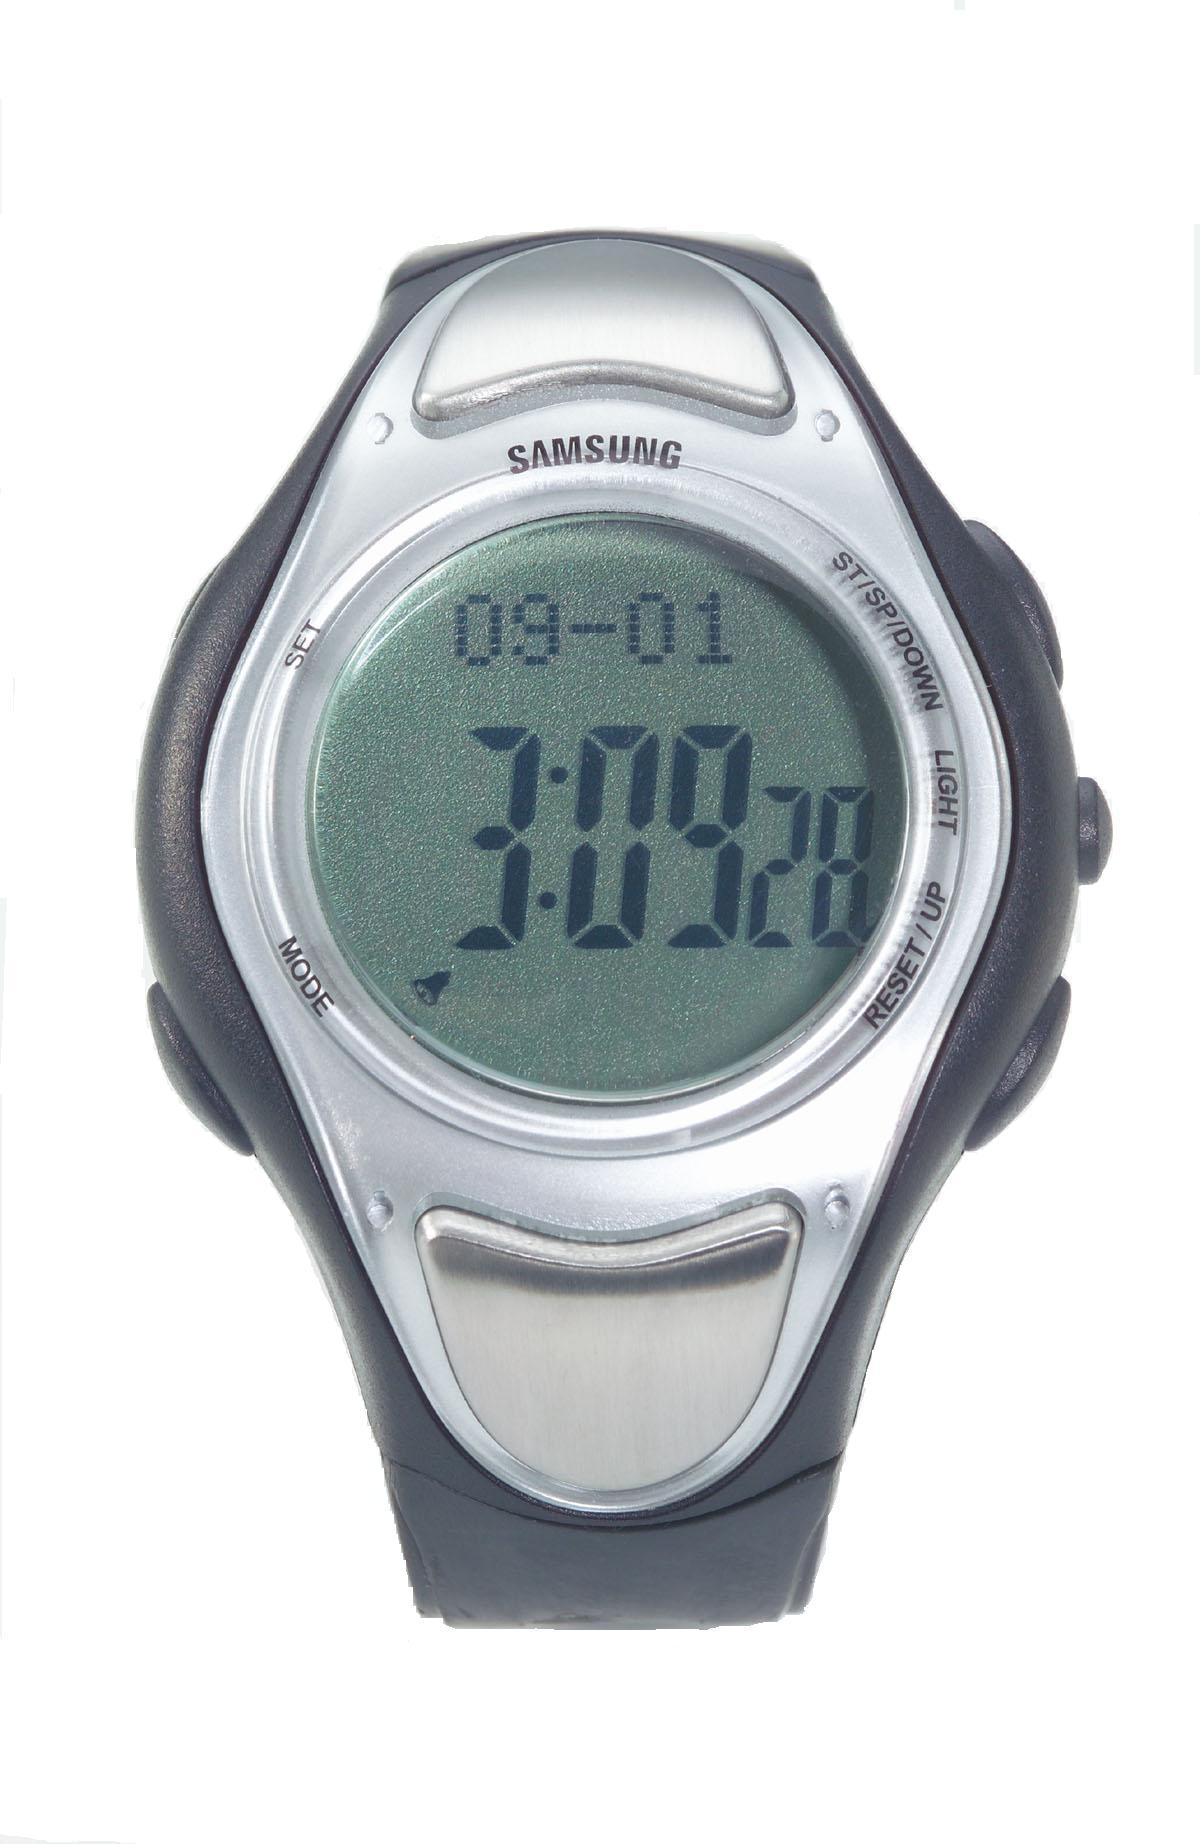 SAMSUNG
ST/SP/DOWN
SET
09-01
LIGHT
3:09 28
RESET / UP
MODE